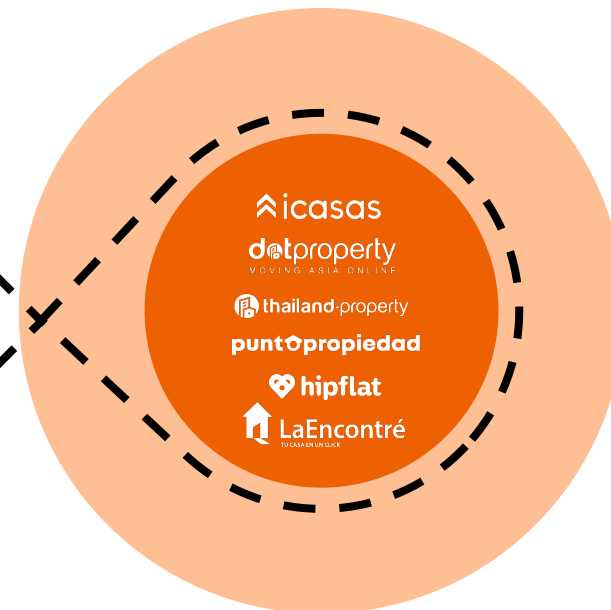 icasas
dotproperty
MOVING ASIA ONLINE
thailand-property
puntopropiedad
hipflat
LaEncontré
TU CASA EN UN CLICK